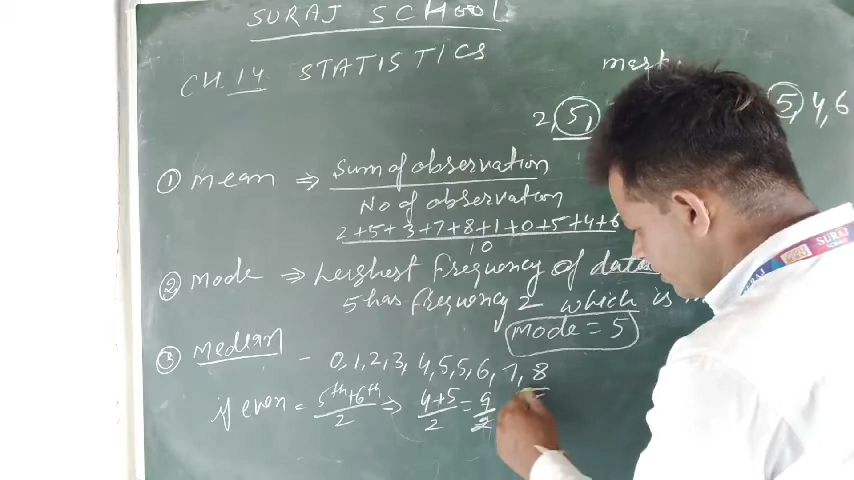 SURAJ SCHOOL
CH. 14 STATISTICS
2, 5, 5, 4, 6
① mean ⇒ Sum of observation
No of observation
2+5+3+7+8+1+0+5+4+6
10
② Mode ⇒ Heighest Frequency of data
5 has frequency 2 which is
mode = 5
③ Median – 0, 1, 2, 3, 4, 5, 5, 6, 7, 8
if even = 5th+6th/2 ⇒ 4+5/2 = 9/2
SURAJ